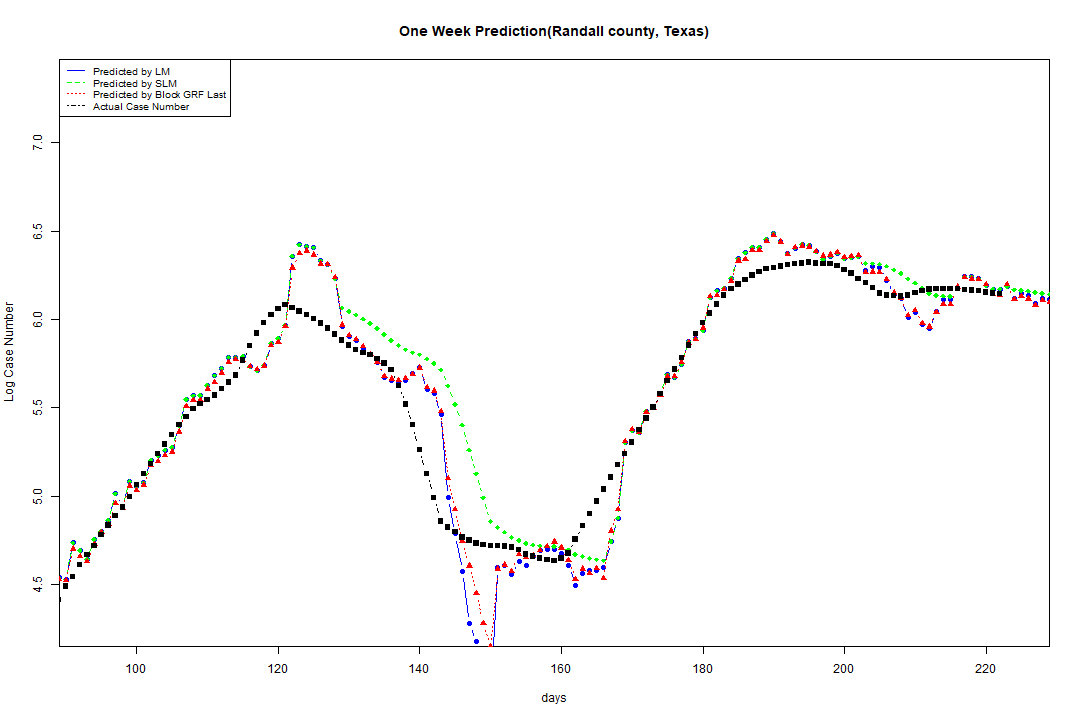 One Week Prediction(Randall county, Texas)
Predicted by LM
Predicted by SLM
Predicted by Block GRF Last
Actual Case Number
7.0
6.5
6.0
5.5
5.0
4.5
Log Case Number
100 120 140 160 180 200 220
days